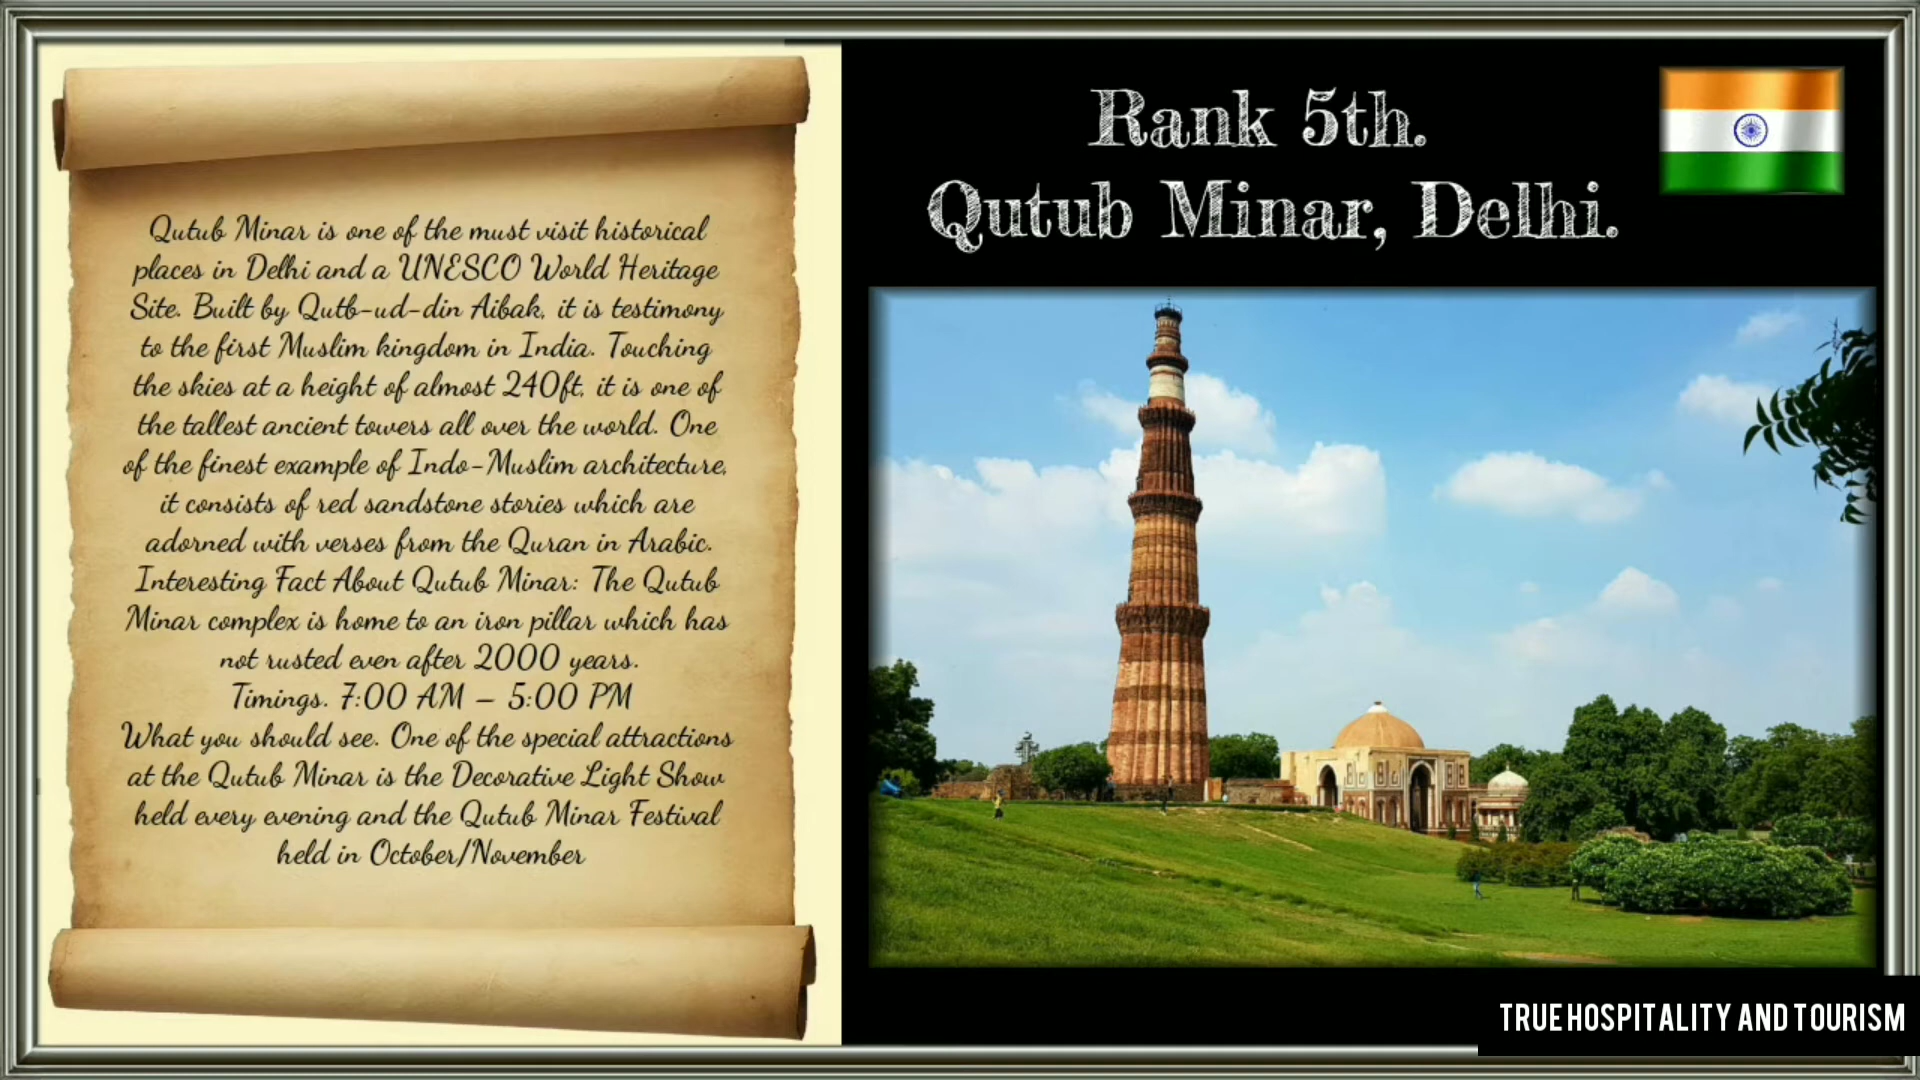 Rank 5th.
Qutub Minar, Delhi.
Qutub Minar is one of the must visit historical
places in Delhi and a UNESCO World Heritage
Site. Built by Qutb-ud-din Aibak, it is testimony
to the first Muslim kingdom in India. Touching
the skies at a height of almost 240ft, it is one of
the tallest ancient towers all over the world. One
of the finest example of Indo-Muslim architecture,
it consists of red sandstone stories which are
adorned with verses from the Quran in Arabic.
Interesting Fact About Qutub Minar: The Qutub
Minar complex is home to an iron pillar which has
not rusted even after 2000 years.
Timings. 7:00 AM – 5:00 PM
What you should see. One of the special attractions
at the Qutub Minar is the Decorative Light Show
held every evening and the Qutub Minar Festival
held in October/November
TRUE HOSPITALITY AND TOURISM